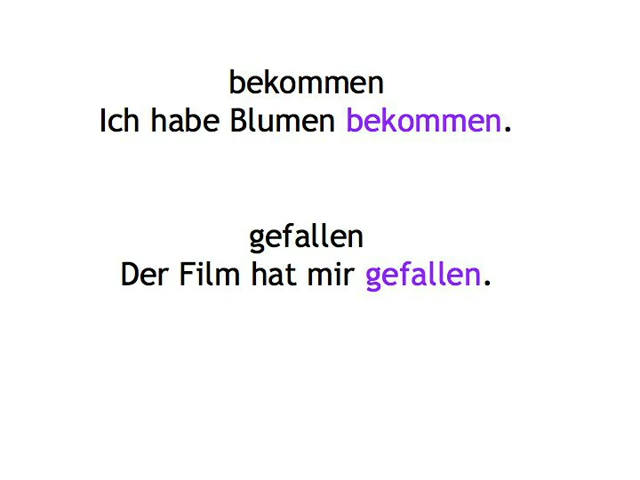 bekommen
Ich habe Blumen bekommen.
gefallen
Der Film hat mir gefallen.